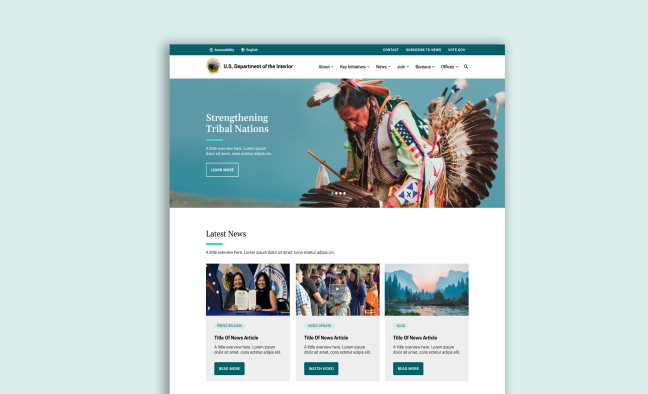 Accessibility
English
CONTACT
SUBSCRIBE TO NEWS
VOTE.GOV
U.S. Department of the Interior
About
Key Initiatives
News
Join
Bureaus
Offices
Strengthening
Tribal Nations
A little overview here. Lorem ipsum
dolor sit amet, cons ectetur adipis cin.
LEARN MORE
Latest News
A little overview here. Lorem ipsum dolor sit amet, cons ectetur adipis cin.
PRESS RELEASE
Title Of News Article
A little overview here. Lorem ipsum
dolor sit amet, cons ectetur adipis elit.
READ MORE
VIDEO UPDATE
Title Of News Article
A little overview here. Lorem ipsum
dolor sit amet, cons ectetur adipis elit.
WATCH VIDEO
BLOG
Title Of News Article
A little overview here. Lorem ipsum
dolor sit amet, cons ectetur adipis elit.
READ MORE